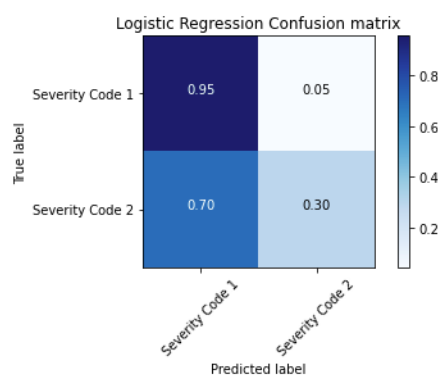 Logistic Regression Confusion matrix
True label
Severity Code 1
0.95
0.05
0.8
0.6
0.4
0.2
Severity Code 2
0.70
0.30
Severity Code 1
Severity Code 2
Predicted label